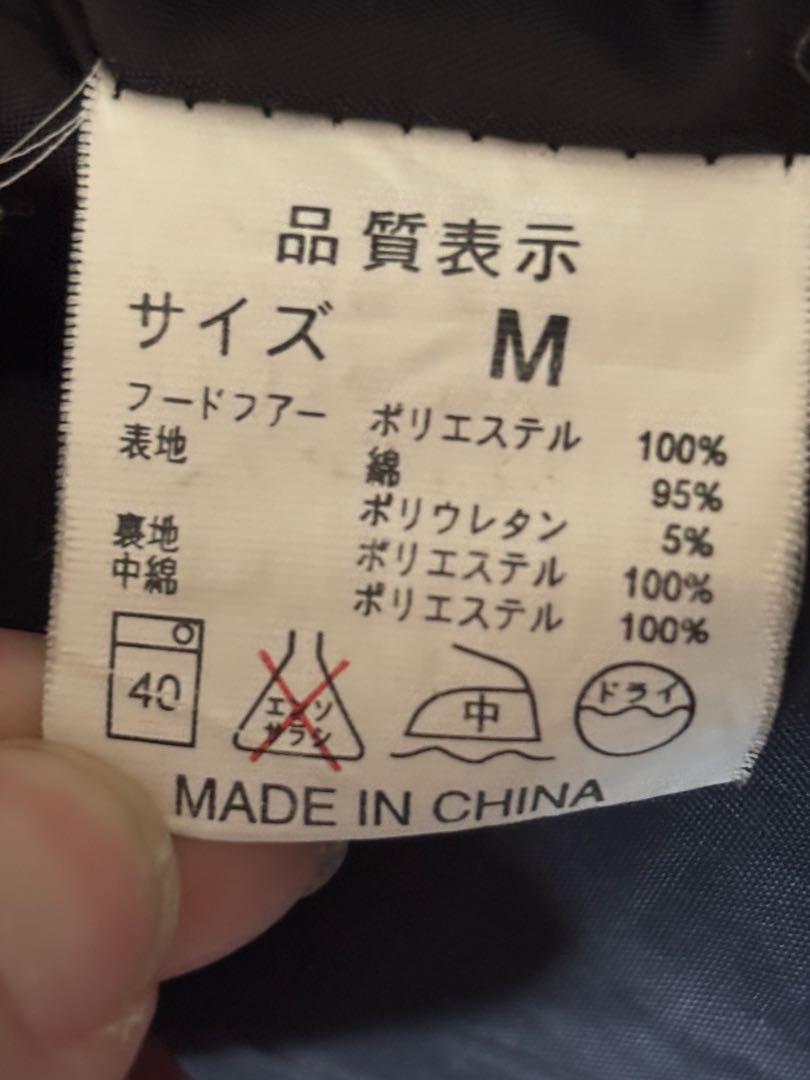 品質表示
サイズ M
フードファー ポリエステル 100%
表地 綿 95%
ポリウレタン 5%
裏地 ポリエステル 100%
中綿 ポリエステル 100%
40 エンソ サラシ 中 ドライ
MADE IN CHINA